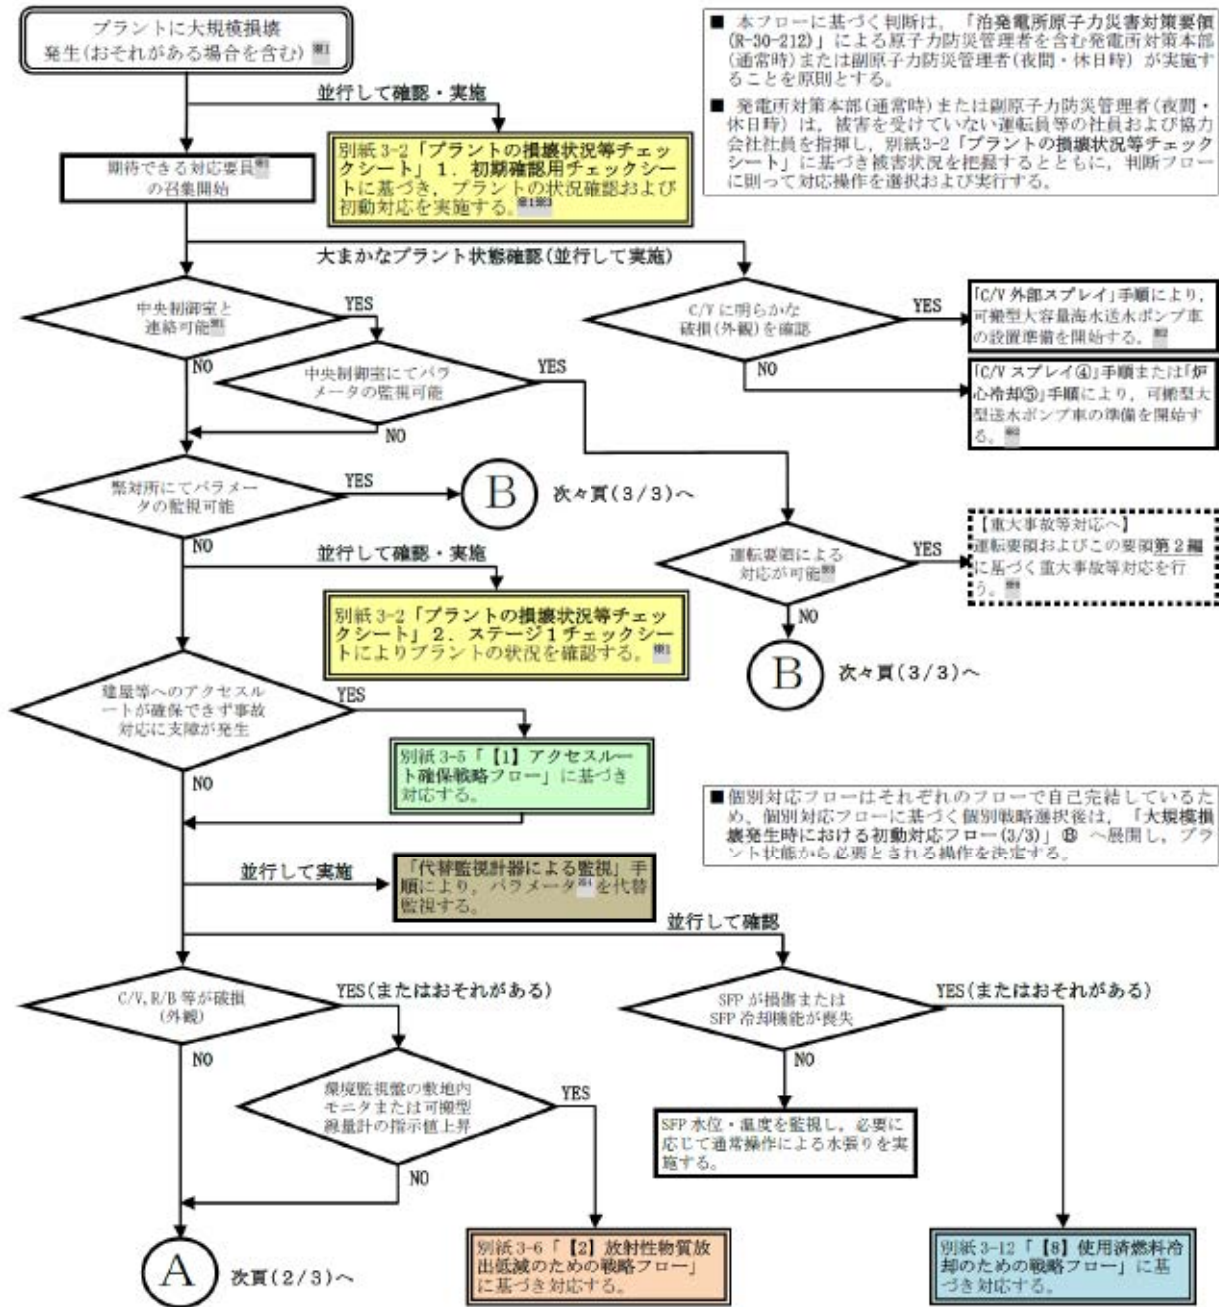 プラントに大規模損壊
発生(おそれがある場合を含む)
■ 本フローに基づく判断は、「泊発電所原子力災害対策要領
(R-30-212)」による原子力防災管理者を含む発電所対策本部
(通常時)または副原子力防災管理者(夜間・休日時)が実施す
ることを原則とする。
■ 発電所対策本部(通常時)または副原子力防災管理者(夜間・
休日時)は、被害を受けていない運転員等の社員および協力
会社社員を指揮し、別紙3-2「プラントの損壊状況等チェック
シート」に基づき被害状況を把握するとともに、判断フロー
に則って対応操作を選択および実行する。
並行して確認・実施
別紙 3-2「プラントの損壊状況等チェッ
クシート」1.初期確認用チェックシー
トに基づき、プラントの状況確認および
初動対応を実施する。
期待できる対応要員
の召集開始
大まかなプラント状態確認(並行して実施)
中央制御室と
連絡可能
YES
NO
中央制御室にてパラ
メータの監視可能
YES
NO
C/V に明らかな
破損(外観)を確認
YES
NO
「C/V 外部スプレイ」手順により、
可搬型大容量海水送水ポンプ車
の設置準備を開始する。
「C/V スプレイ④」手順または「炉
心冷却⑤」手順により、可搬型大
型送水ポンプ車の準備を開始す
る。
緊対所にてパラメー
タの監視可能
YES
NO
B
次々頁(3/3)へ
運転要領による
対応が可能
YES
NO
【重大事故等対応へ】
運転要領およびこの要領第2編
に基づく重大事故等対応を行
う。
B
次々頁(3/3)へ
並行して確認・実施
別紙 3-2「プラントの損壊状況等チェッ
クシート」2.ステージ1チェックシー
トによりプラントの状況を確認する。※1
建屋等へのアクセスル
ートが確保できず事故
対応に支障が発生
YES
NO
別紙 3-5「【1】アクセスルー
ト確保戦略フロー」に基づき
対応する。
■ 個別対応フローはそれぞれのフローで自己完結しているた
め、個別対応フローに基づく個別戦略選択後は、「大規模損
壊発生時における初動対応フロー(3/3)」Ⓑ へ展開し、プラ
ント状態から必要とされる操作を決定する。
並行して実施
「代替監視計器による監視」手
順により、パラメータを代替
監視する。
並行して確認
C/V,R/B 等が破損
(外観)
YES(またはおそれがある)
NO
SFP が損傷または
SFP 冷却機能が喪失
YES(またはおそれがある)
NO
環境監視盤の敷地内
モニタまたは可搬型
線量計の指示値上昇
YES
NO
SFP 水位・温度を監視し、必要に
応じて通常操作による水張りを実
施する。
A
次頁(2/3)へ
別紙 3-6「【2】放射性物質放
出低減のための戦略フロー」
に基づき対応する。
別紙 3-12「【8】使用済燃料冷
却のための戦略フロー」に基
づき対応する。